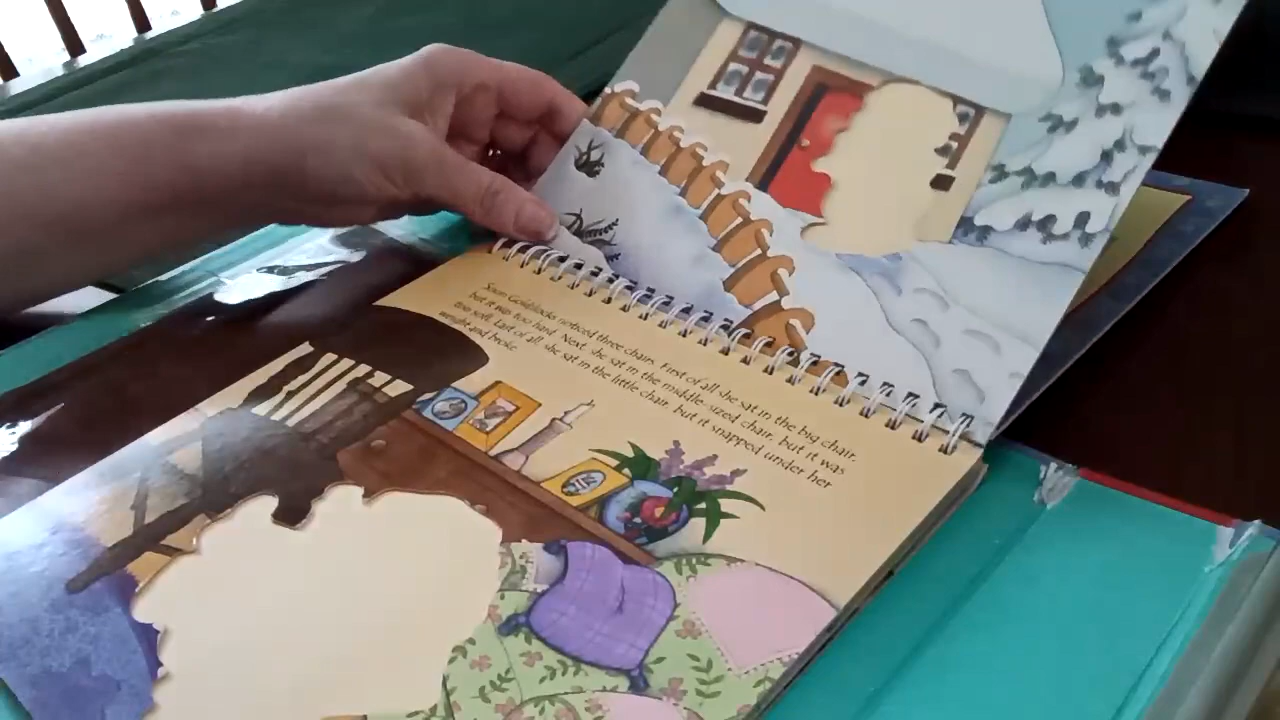 Soon Goldilocks noticed three chairs. First of all she sat in the big chair,
but it was too hard. Next, she sat in the middle-sized chair, but it was
too soft. Last of all, she sat in the little chair, but it snapped under her
weight and broke.